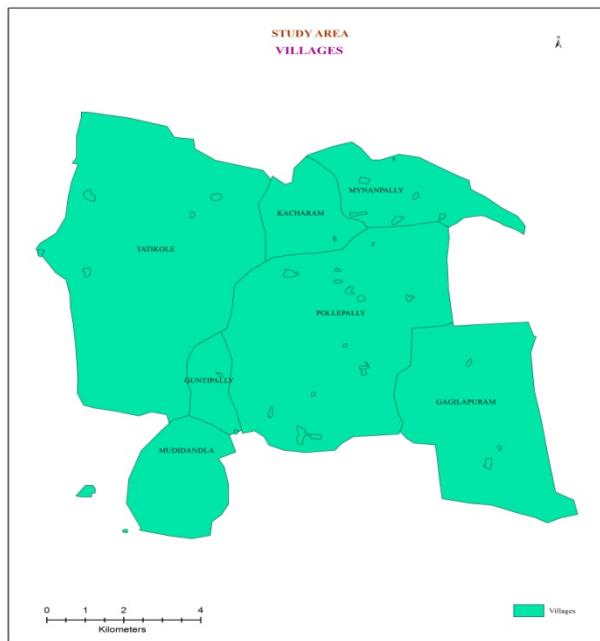 STUDY AREA
VILLAGES
N
MYNANPALLY
KACHARAM
TATIKOLE
POLLEPALLY
GUNTIPALLY
GAGILAPURAM
MUDIDANDLA
0 1 2 4
Kilometers
Villages